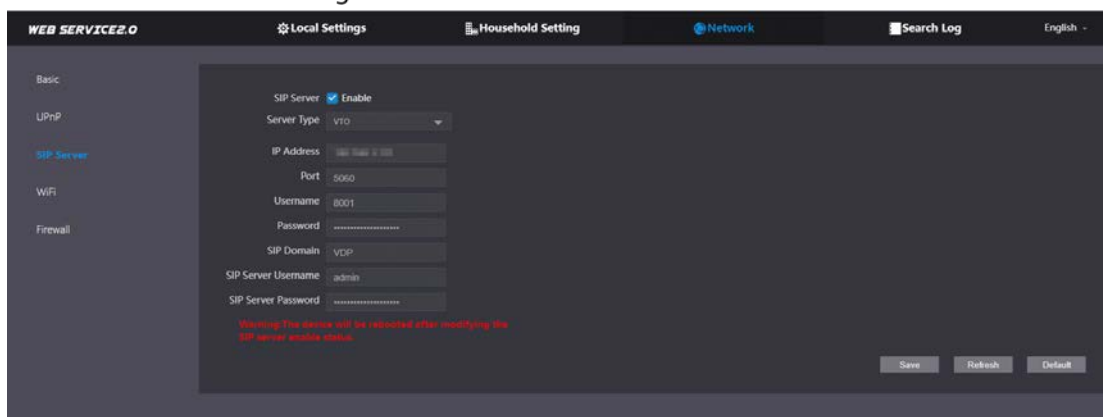 WEB SERVICE2.0 Local Settings Household Setting Network Search Log English
Basic
UPnP
SIP Server
WiFi
Firewall
SIP Server Enable
Server Type VTO
IP Address
Port 5060
Username 8001
Password
SIP Domain VDP
SIP Server Username admin
SIP Server Password
Warning:The device will be rebooted after modifying the
SIP server enable status.
Save Refresh Default